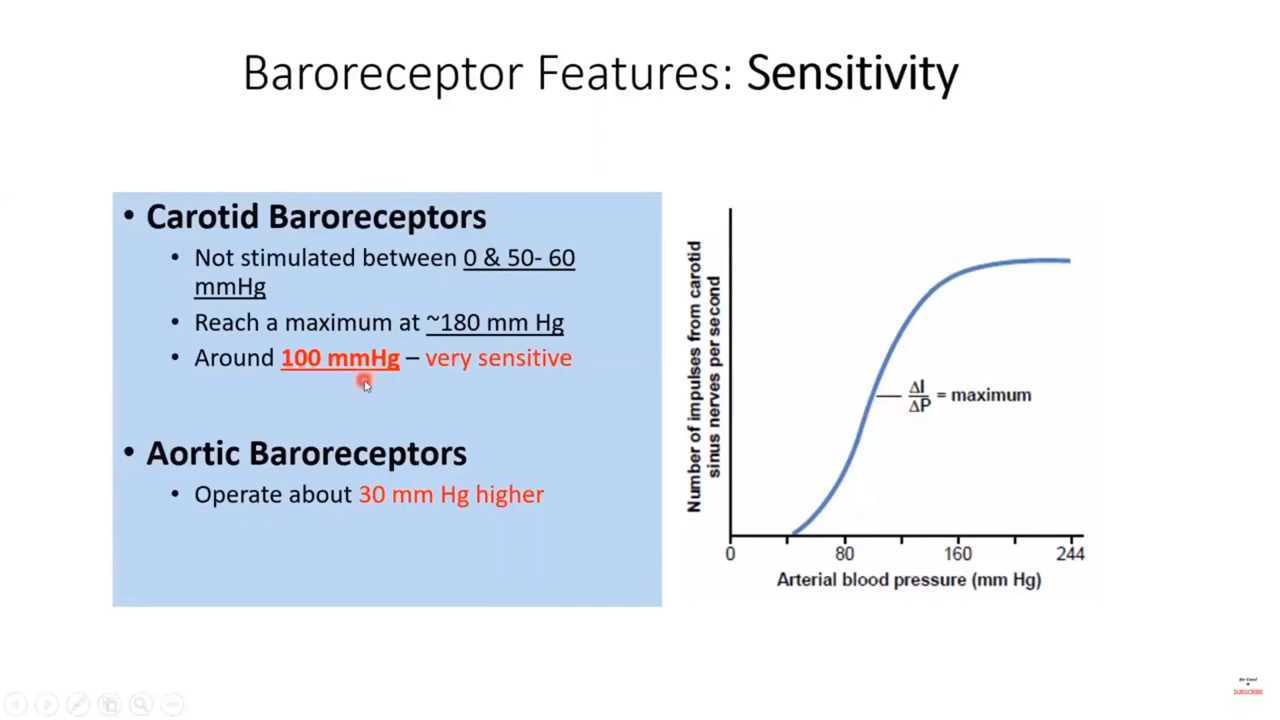 Baroreceptor Features: Sensitivity
• Carotid Baroreceptors
• Not stimulated between 0 & 50- 60
mmHg
• Reach a maximum at ~180 mm Hg
• Around 100 mmHg – very sensitive
• Aortic Baroreceptors
• Operate about 30 mm Hg higher
Number of impulses from carotid
sinus nerves per second
ΔI
ΔP
= maximum
0 80 160 244
Arterial blood pressure (mm Hg)
SUBSCRIBE